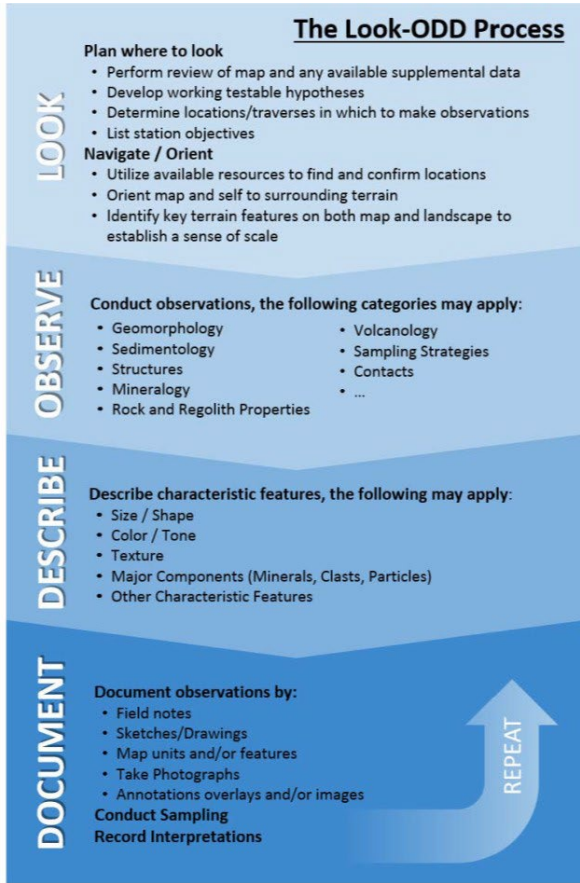 The Look-ODD Process
LOOK
Plan where to look
• Perform review of map and any available supplemental data
• Develop working testable hypotheses
• Determine locations/traverses in which to make observations
• List station objectives
Navigate / Orient
• Utilize available resources to find and confirm locations
• Orient map and self to surrounding terrain
• Identify key terrain features on both map and landscape to
establish a sense of scale
OBSERVE
Conduct observations, the following categories may apply:
• Geomorphology
• Sedimentology
• Structures
• Mineralogy
• Rock and Regolith Properties
• Volcanology
• Sampling Strategies
• Contacts
• ...
DESCRIBE
Describe characteristic features, the following may apply:
• Size / Shape
• Color / Tone
• Texture
• Major Components (Minerals, Clasts, Particles)
• Other Characteristic Features
DOCUMENT
Document observations by:
• Field notes
• Sketches/Drawings
• Map units and/or features
• Take Photographs
• Annotations overlays and/or images
Conduct Sampling
Record Interpretations
REPEAT